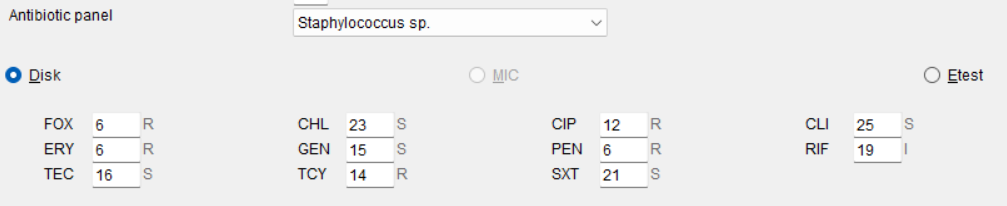 Antibiotic panel
Staphylococcus sp.
Disk MIC Etest
FOX 6 R CHL 23 S CIP 12 R CLI 25 S
ERY 6 R GEN 15 S PEN 6 R RIF 19 I
TEC 16 S TCY 14 R SXT 21 S